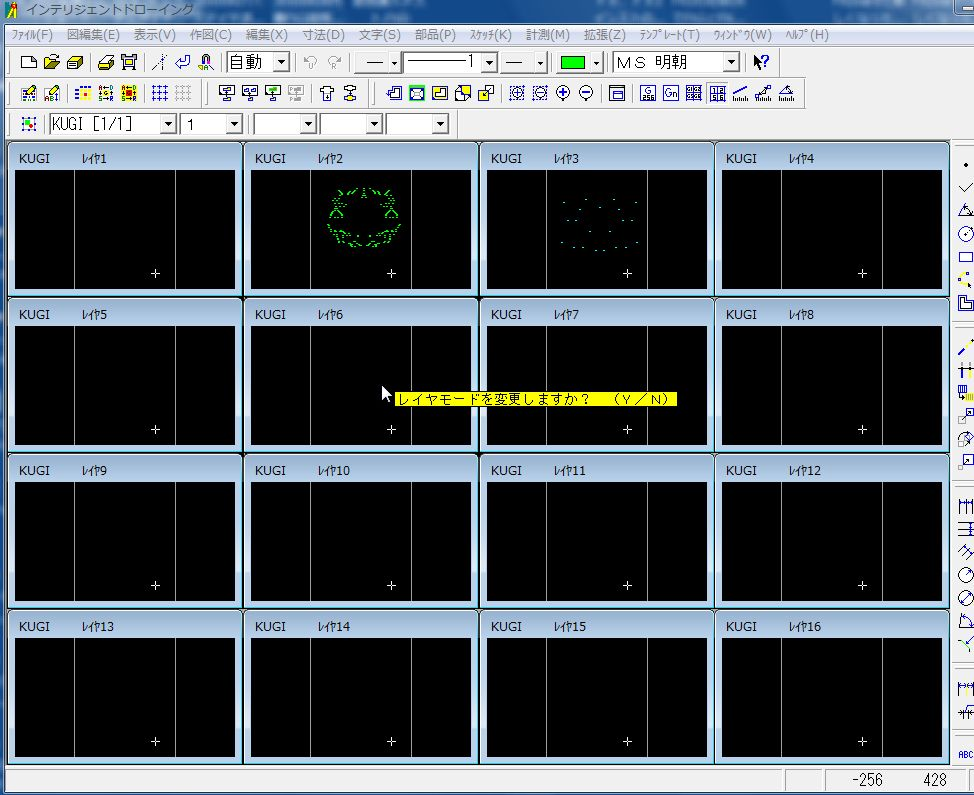 インテリジェントドローイング
ﾌｧｲﾙ(F) 図編集(E) 表示(V) 作図(C) 編集(X) 寸法(D) 文字(S) 部品(P) ｽｹｯﾁ(K) 計測(M) 拡張(Z) ﾃﾝﾌﾟﾚｰﾄ(T) ｳｨﾝﾄﾞｳ(W) ﾍﾙﾌﾟ(H)
自動 1 ＭＳ 明朝
KUGI [1/1] 1
KUGI ﾚｲﾔ1 KUGI ﾚｲﾔ2 KUGI ﾚｲﾔ3 KUGI ﾚｲﾔ4
KUGI ﾚｲﾔ5 KUGI ﾚｲﾔ6 KUGI ﾚｲﾔ7 KUGI ﾚｲﾔ8
レイヤモードを変更しますか？ （Ｙ／Ｎ）
KUGI ﾚｲﾔ9 KUGI ﾚｲﾔ10 KUGI ﾚｲﾔ11 KUGI ﾚｲﾔ12
KUGI ﾚｲﾔ13 KUGI ﾚｲﾔ14 KUGI ﾚｲﾔ15 KUGI ﾚｲﾔ16
ABC
-256 428